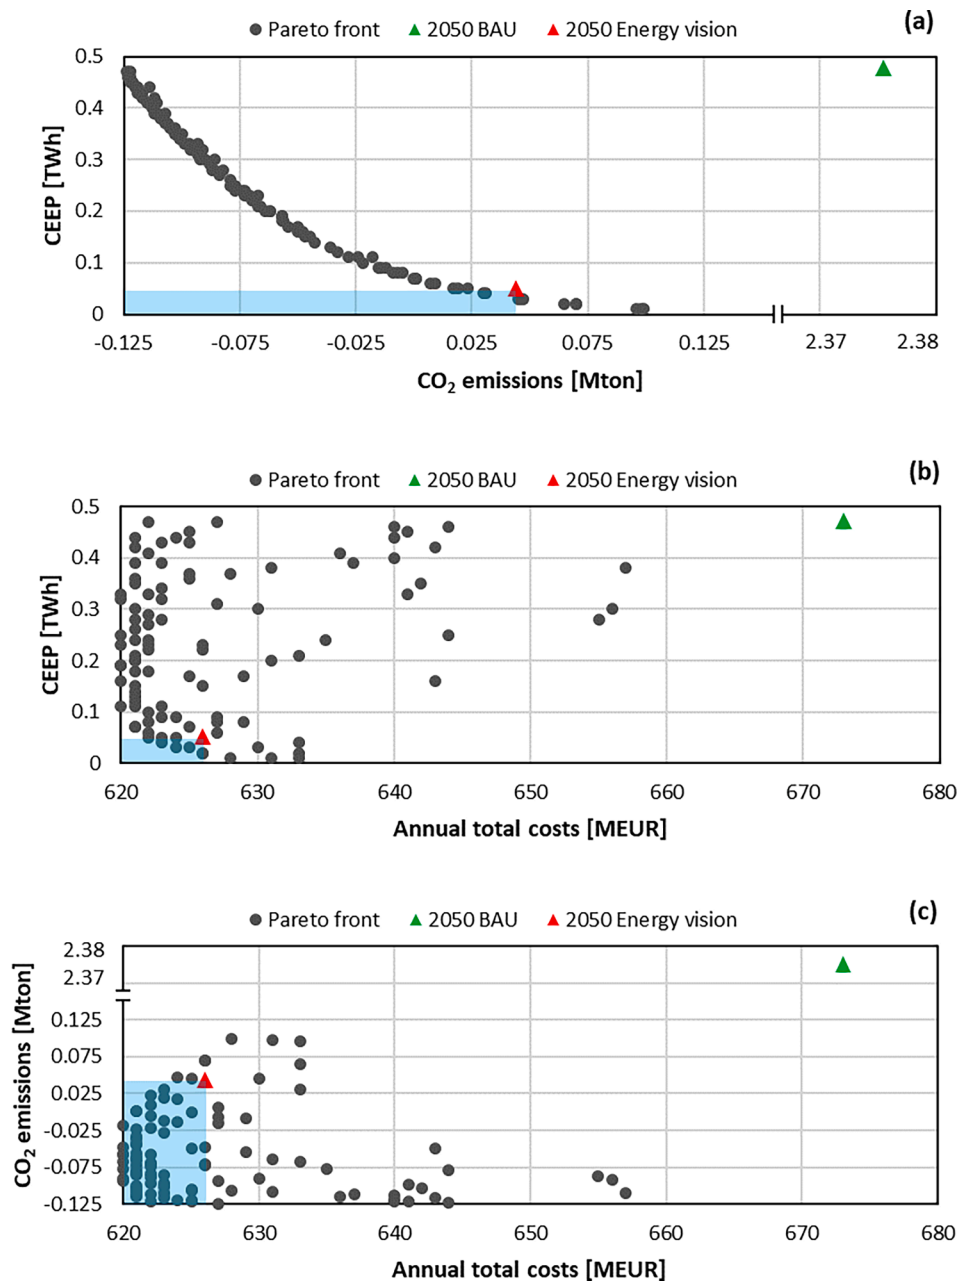 Pareto front 2050 BAU 2050 Energy vision (a)
0.5
0.4
0.3
0.2
0.1
0
CEEP [TWh]
-0.125 -0.075 -0.025 0.025 0.075 0.125 2.37 2.38
CO₂ emissions [Mton]
Pareto front 2050 BAU 2050 Energy vision (b)
0.5
0.4
0.3
0.2
0.1
0
CEEP [TWh]
620 630 640 650 660 670 680
Annual total costs [MEUR]
Pareto front 2050 BAU 2050 Energy vision (c)
2.38
2.37
0.125
0.075
0.025
-0.025
-0.075
-0.125
CO₂ emissions [Mton]
620 630 640 650 660 670 680
Annual total costs [MEUR]